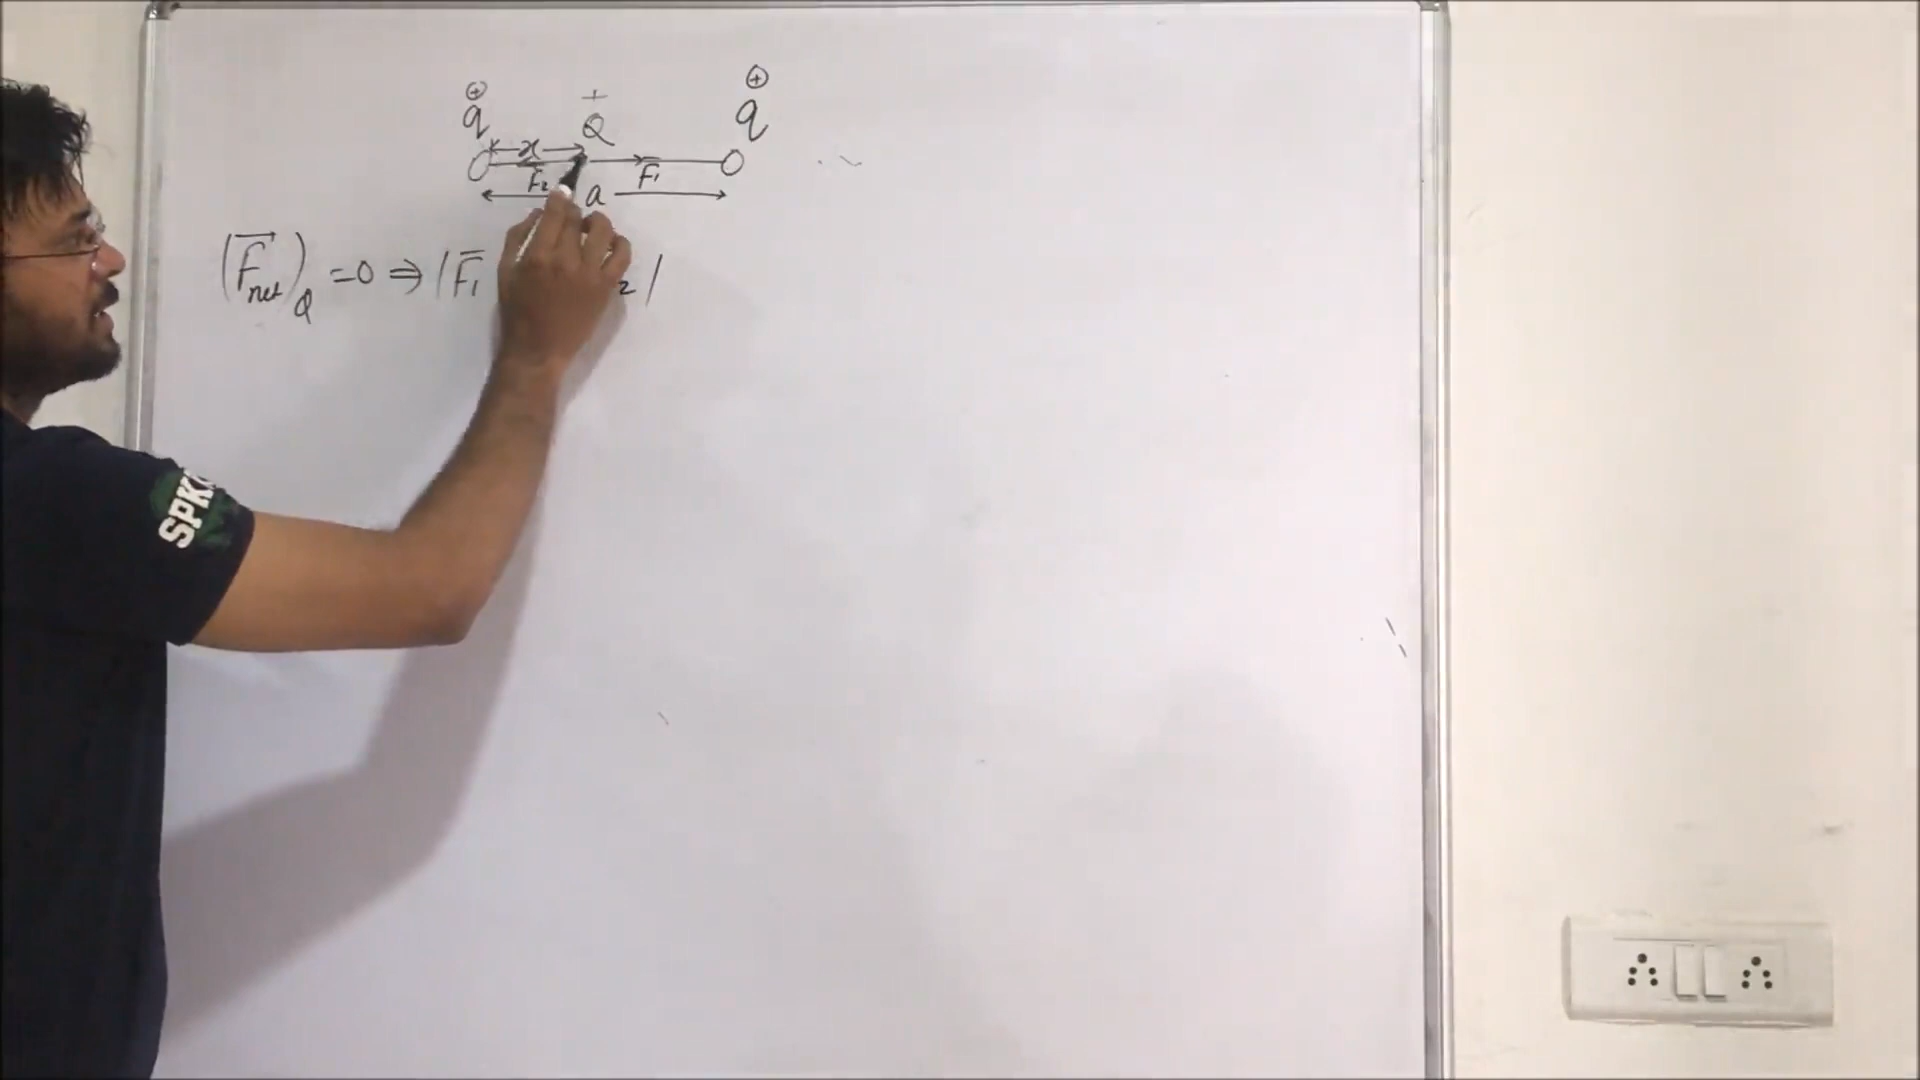 ⊕ ⊕
q + q
Q
x
F₂ F₁
a
(F⃗net)Q = 0 ⇒ |F̄₁ ₂|
SPK